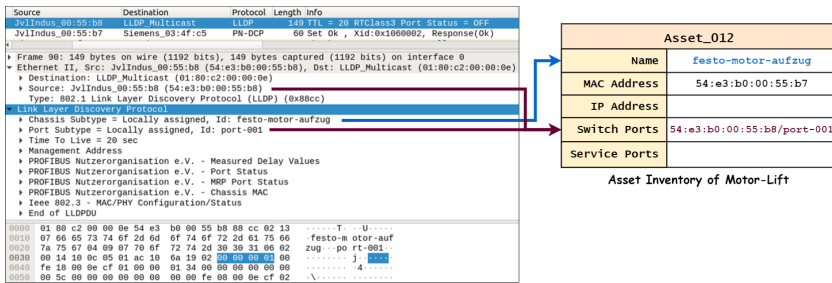 Source Destination Protocol Length Info
JvlIndus_00:55:b8 LLDP_Multicast LLDP 149 TTL = 20 RTClass3 Port Status = OFF
JvlIndus_00:55:b7 Siemens_03:4f:c5 PN-DCP 60 Set Ok , Xid:0x1060002, Response(Ok)
Frame 90: 149 bytes on wire (1192 bits), 149 bytes captured (1192 bits) on interface 0
Ethernet II, Src: JvlIndus_00:55:b8 (54:e3:b0:00:55:b8), Dst: LLDP_Multicast (01:80:c2:00:00:0e)
Destination: LLDP_Multicast (01:80:c2:00:00:0e)
Source: JvlIndus_00:55:b8 (54:e3:b0:00:55:b8)
Type: 802.1 Link Layer Discovery Protocol (LLDP) (0x88cc)
Link Layer Discovery Protocol
Chassis Subtype = Locally assigned, Id: festo-motor-aufzug
Port Subtype = Locally assigned, Id: port-001
Time To Live = 20 sec
Management Address
PROFIBUS Nutzerorganisation e.V. - Measured Delay Values
PROFIBUS Nutzerorganisation e.V. - Port Status
PROFIBUS Nutzerorganisation e.V. - MRP Port Status
PROFIBUS Nutzerorganisation e.V. - Chassis MAC
Ieee 802.3 - MAC/PHY Configuration/Status
End of LLDPDU
0000 01 80 c2 00 00 0e 54 e3 b0 00 55 b8 88 cc 02 13 ······T· ··U·····
0010 07 66 65 73 74 6f 2d 6d 6f 74 6f 72 2d 61 75 66 ·festo-m otor-auf
0020 7a 75 67 04 09 07 70 6f 72 74 2d 30 30 31 06 02 zug···po rt-001··
0030 00 14 10 0c 05 01 ac 10 6a 19 02 00 00 00 01 00 ········ j·······
0040 fe 18 00 0e cf 01 00 00 01 34 00 00 00 00 00 00 ········ ·4······
0050 00 5c 00 00 00 00 00 00 00 00 fe 08 00 0e cf 02 ·\······ ········
Asset_012
Name festo-motor-aufzug
MAC Address 54:e3:b0:00:55:b7
IP Address
Switch Ports 54:e3:b0:00:55:b8/port-001
Service Ports
Asset Inventory of Motor-Lift